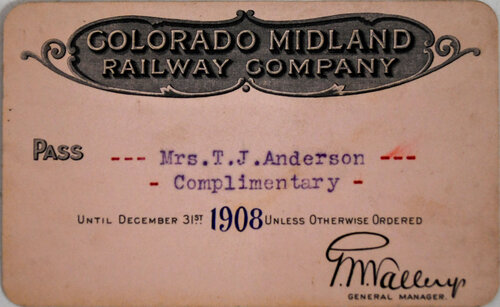 COLORADO MIDLAND
RAILWAY COMPANY
PASS --- Mrs.T.J.Anderson ---
- Complimentary -
UNTIL DECEMBER 31ST 1908 UNLESS OTHERWISE ORDERED
GENERAL MANAGER.